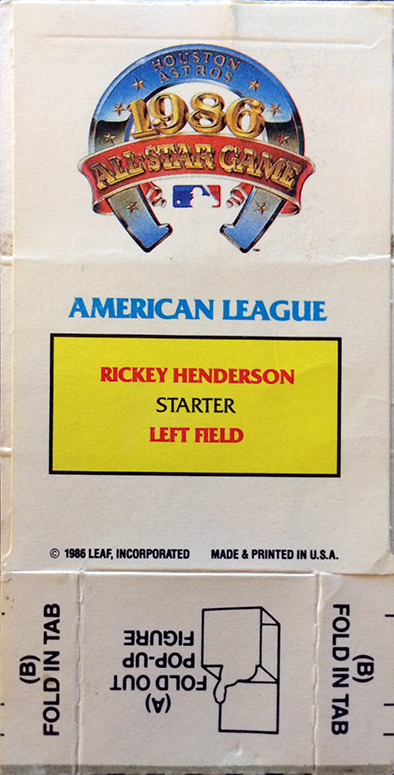 HOUSTON
ASTROS
1986
ALL-STAR GAME
AMERICAN LEAGUE
RICKEY HENDERSON
STARTER
LEFT FIELD
© 1986 LEAF, INCORPORATED MADE & PRINTED IN U.S.A.
(B)
FOLD IN TAB
(A)
FOLD OUT
POP-UP
FIGURE
(B)
FOLD IN TAB